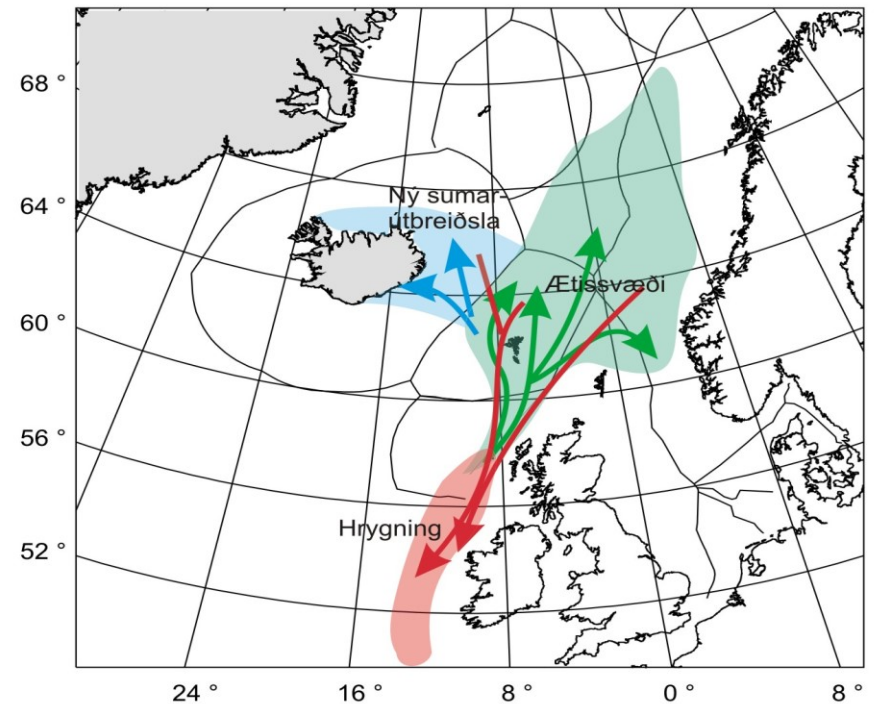 68 °
64 °
60 °
56 °
52 °
Ný sumar-
útbreiðsla
Ætissvæði
Hrygning
24 °
16 °
8 °
0 °
8 °